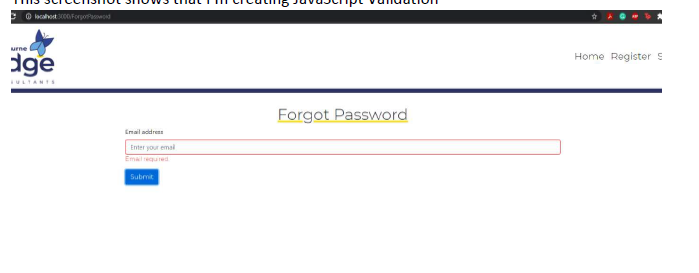 This screenshot shows that I'm creating JavaScript Validation
localhost:3000/ForgotPassword
urne
dge
SULTANTS
Home Register S
Forgot Password
Email address
Enter your email
Email required
Submit